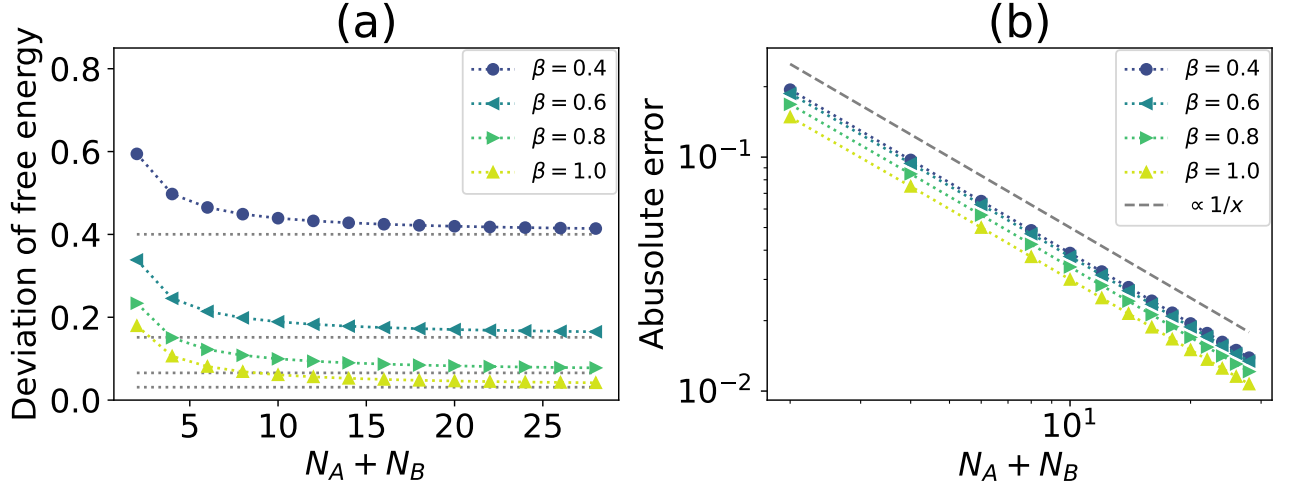 (a)
Deviation of free energy
0.8
0.6
0.4
0.2
0.0
5
10
15
20
25
N_A + N_B
β = 0.4
β = 0.6
β = 0.8
β = 1.0
(b)
Abusolute error
10⁻¹
10⁻²
10¹
N_A + N_B
β = 0.4
β = 0.6
β = 0.8
β = 1.0
∝ 1/x